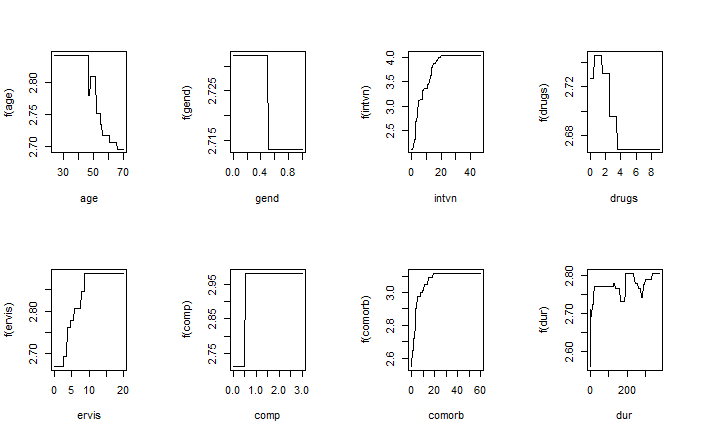 f(age)
2.70 2.75 2.80
30 50 70
age
f(gend)
2.715 2.725
0.0 0.4 0.8
gend
f(intvn)
2.5 3.0 3.5 4.0
0 20 40
intvn
f(drugs)
2.68 2.72
0 2 4 6 8
drugs
f(ervis)
2.70 2.80
0 5 10 20
ervis
f(comp)
2.75 2.85 2.95
0.0 1.0 2.0 3.0
comp
f(comorb)
2.6 2.8 3.0
0 20 40 60
comorb
f(dur)
2.60 2.70 2.80
0 200
dur